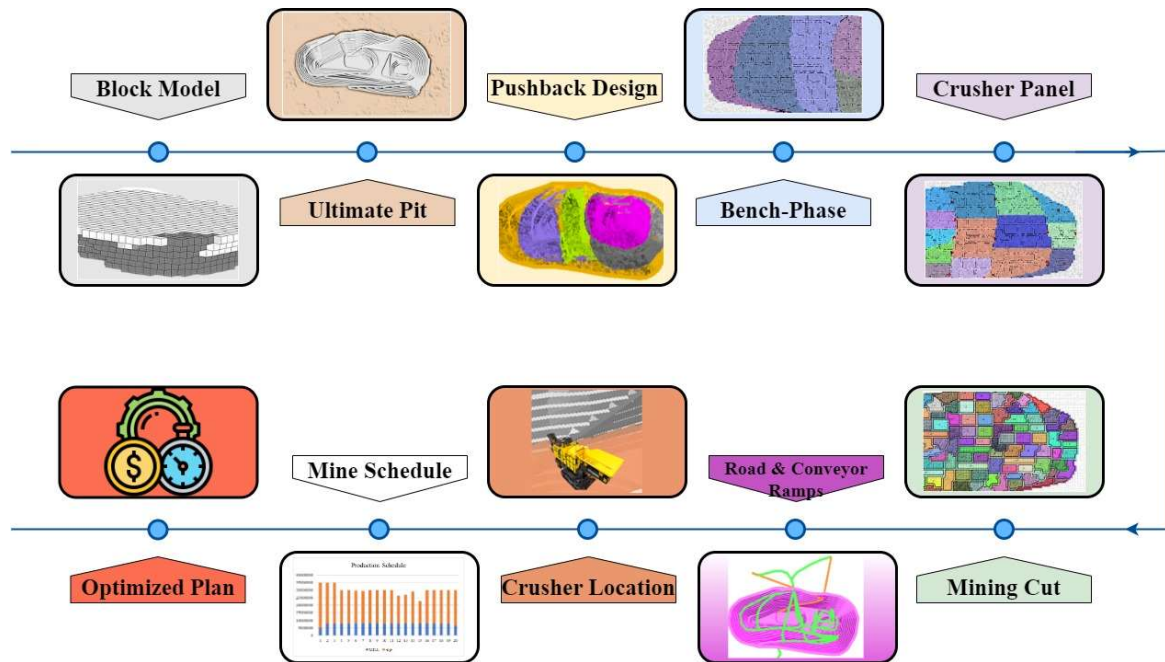 Block Model
Pushback Design
Crusher Panel
Ultimate Pit
Bench-Phase
Mine Schedule
Road & Conveyor
Ramps
$
Optimized Plan
Production Schedule
Crusher Location
Mining Cut